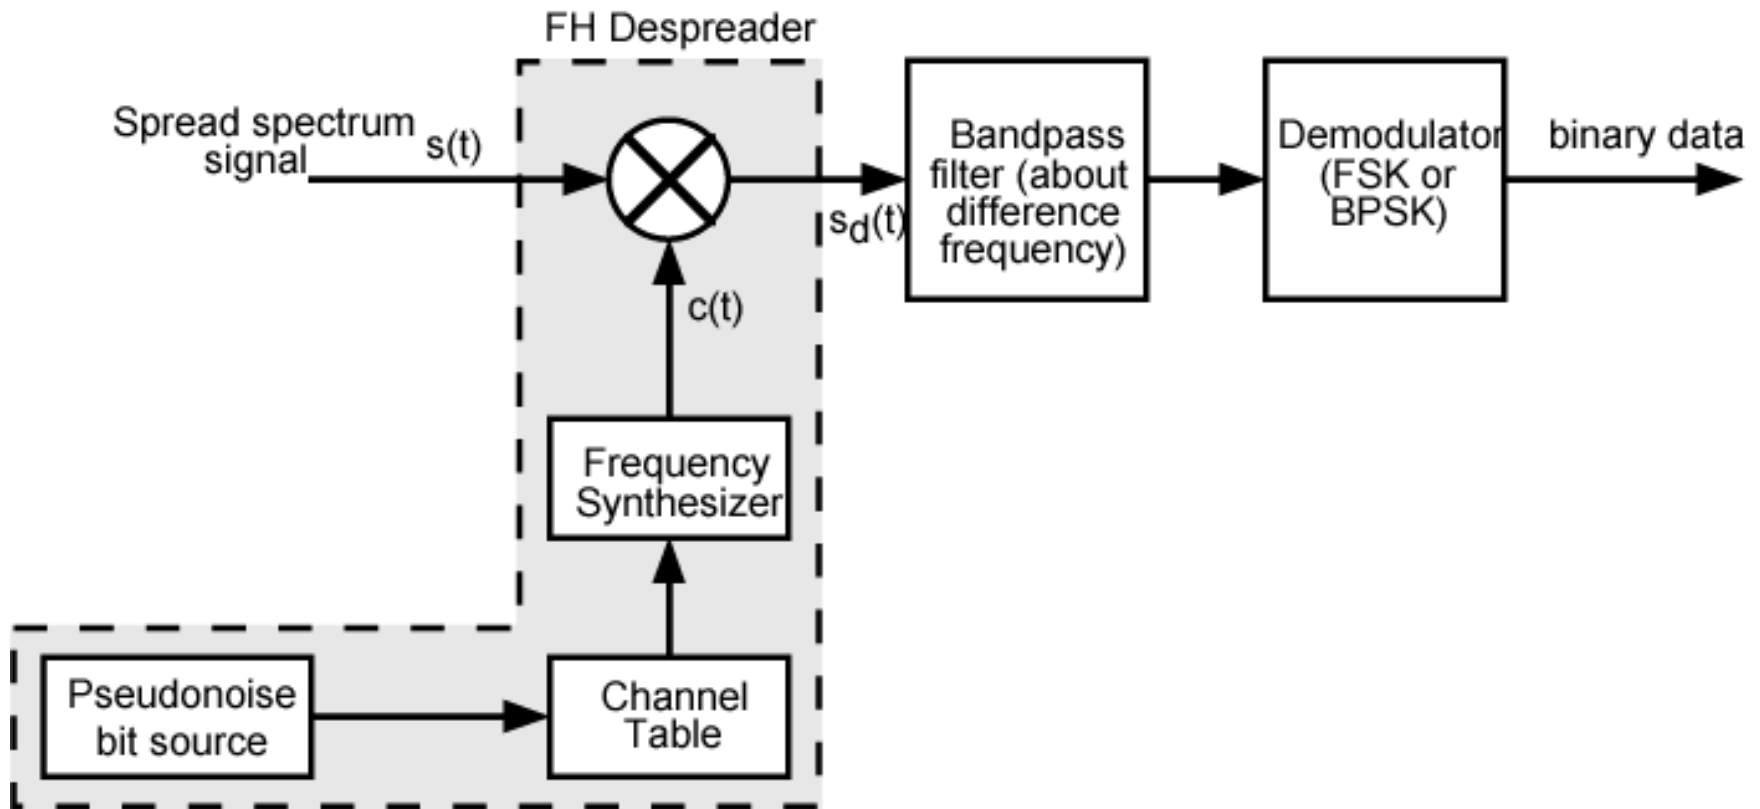 FH Despreader
Spread spectrum
signal
s(t)
sd(t)
c(t)
Bandpass
filter (about
difference
frequency)
Demodulator
(FSK or
BPSK)
binary data
Frequency
Synthesizer
Pseudonoise
bit source
Channel
Table